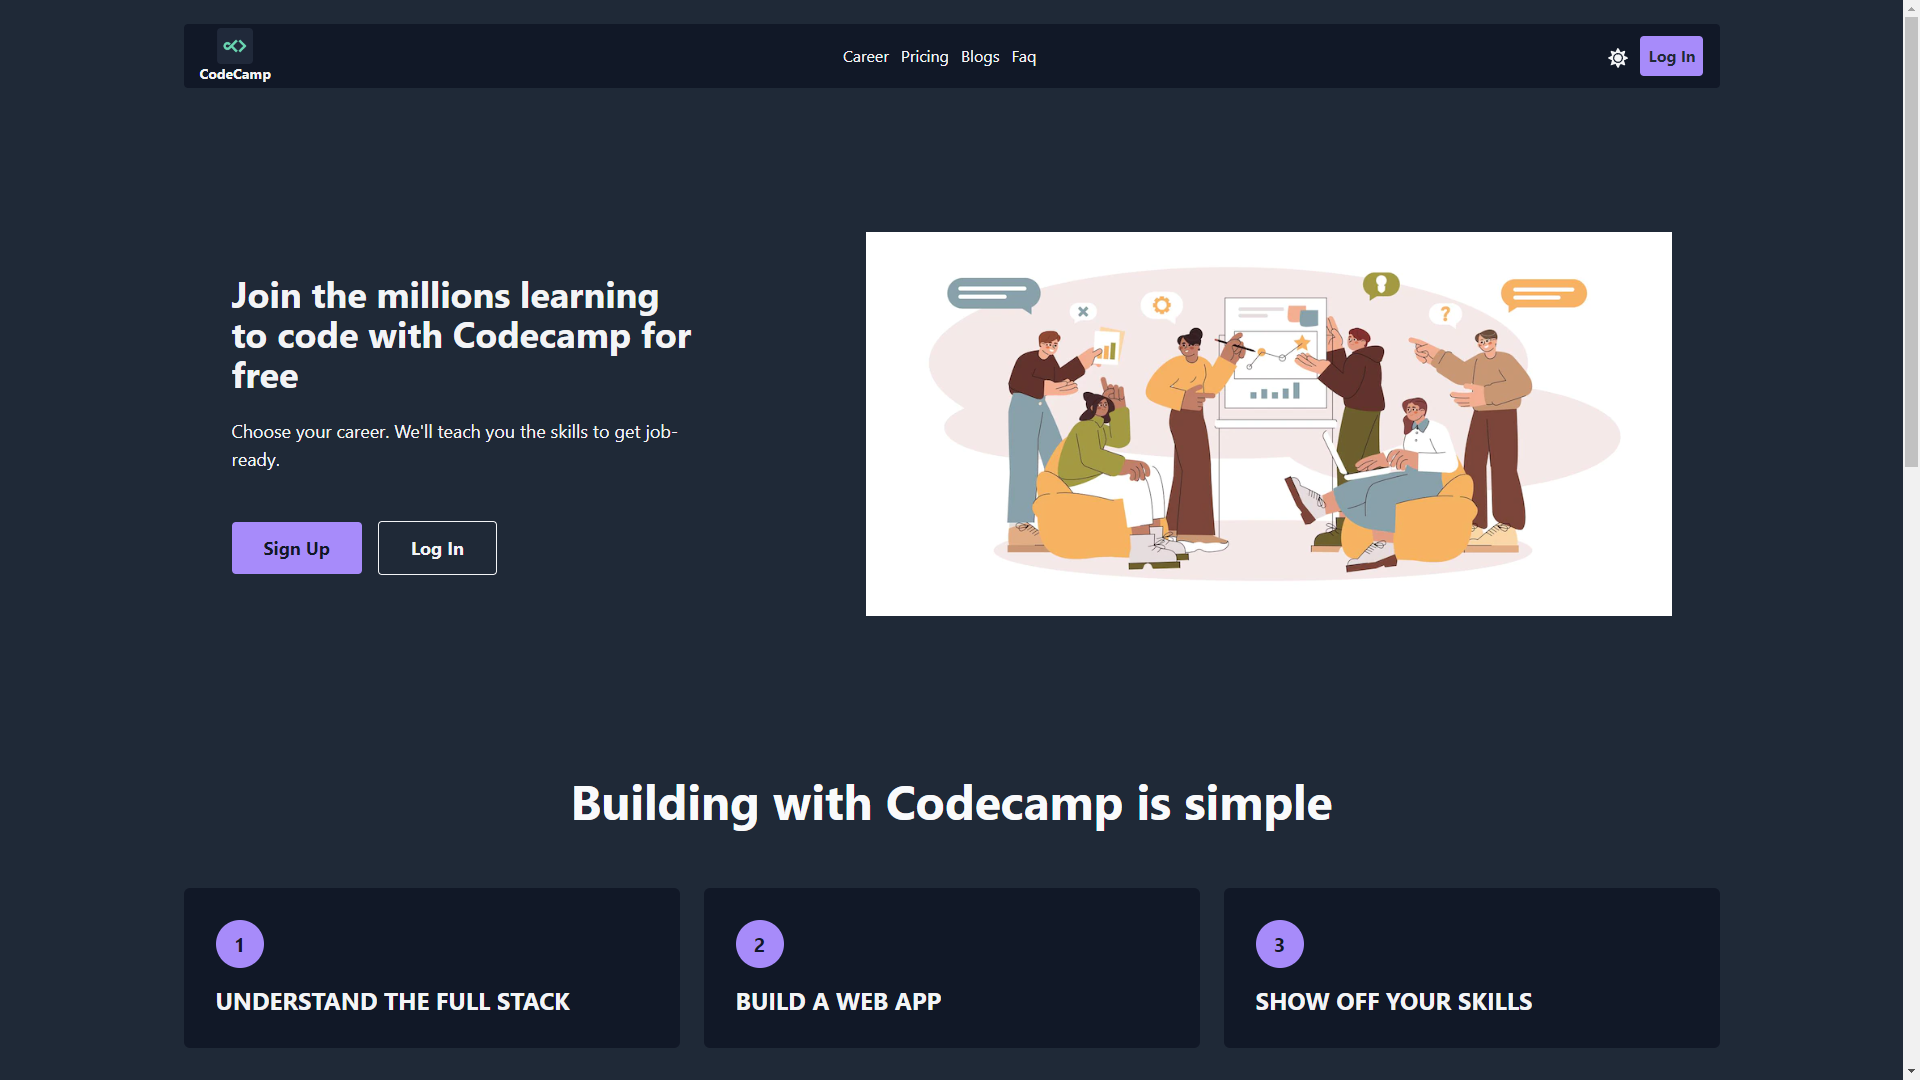 CodeCamp
Career Pricing Blogs Faq
Log In
Join the millions learning
to code with Codecamp for
free
Choose your career. We'll teach you the skills to get job-
ready.
Sign Up
Log In
?
Building with Codecamp is simple
1
UNDERSTAND THE FULL STACK
2
BUILD A WEB APP
3
SHOW OFF YOUR SKILLS